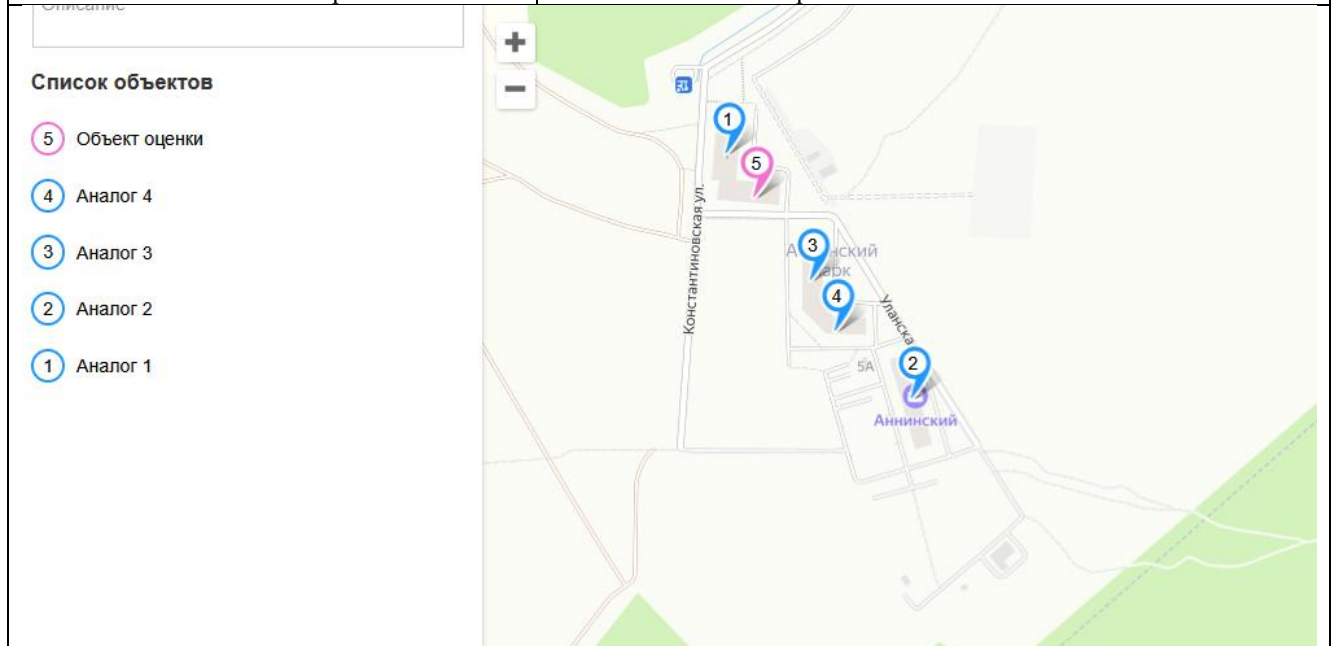 Описание
Список объектов
5 Объект оценки
4 Аналог 4
3 Аналог 3
2 Аналог 2
1 Аналог 1
+
−
1
5
Константиновская ул.
3
4
Уланска
5А
2
Аннинский